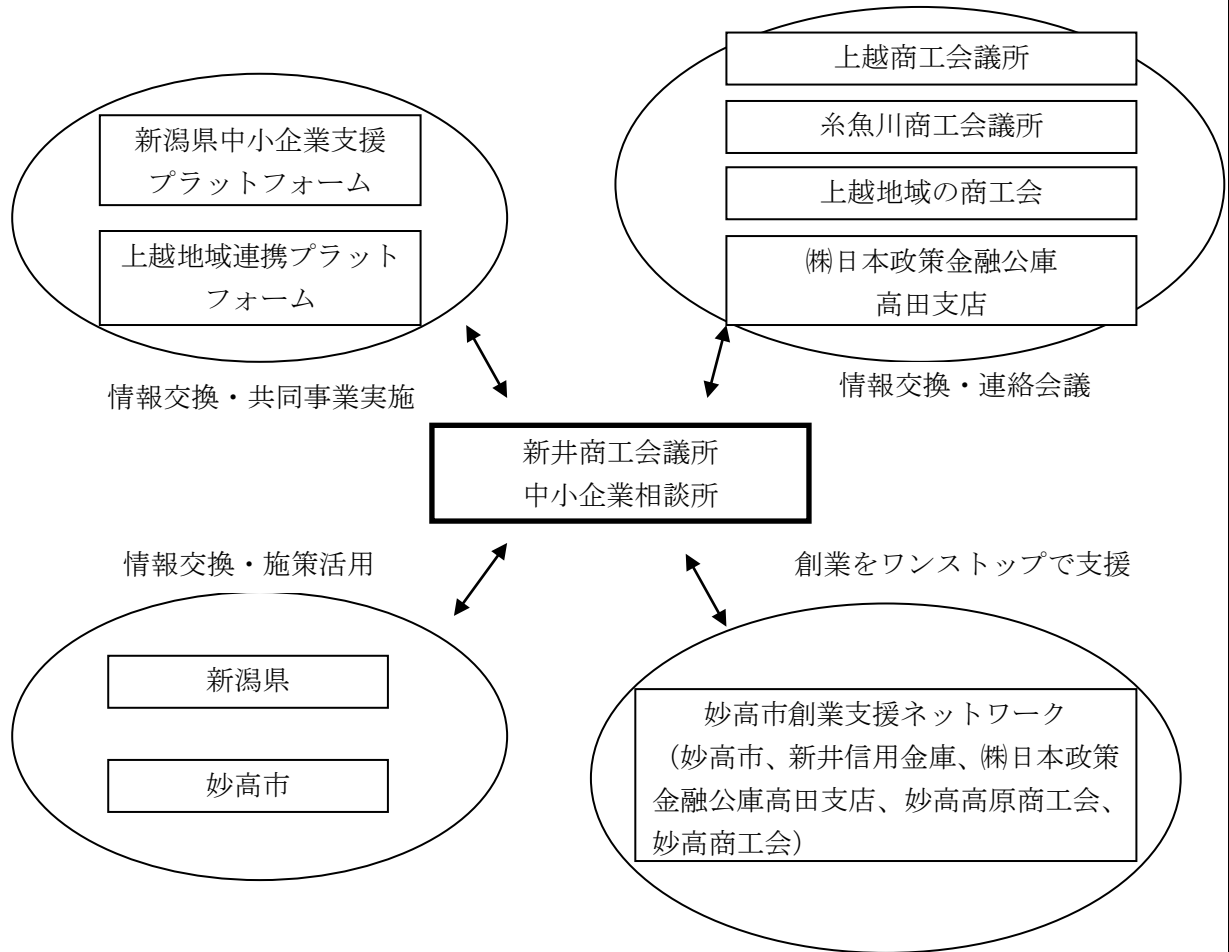 新潟県中小企業支援
プラットフォーム
上越地域連携プラット
フォーム
情報交換・共同事業実施
上越商工会議所
糸魚川商工会議所
上越地域の商工会
㈱日本政策金融公庫
高田支店
情報交換・連絡会議
新井商工会議所
中小企業相談所
情報交換・施策活用
新潟県
妙高市
創業をワンストップで支援
妙高市創業支援ネットワーク
（妙高市、新井信用金庫、㈱日本政策
金融公庫高田支店、妙高高原商工会、
妙高商工会）